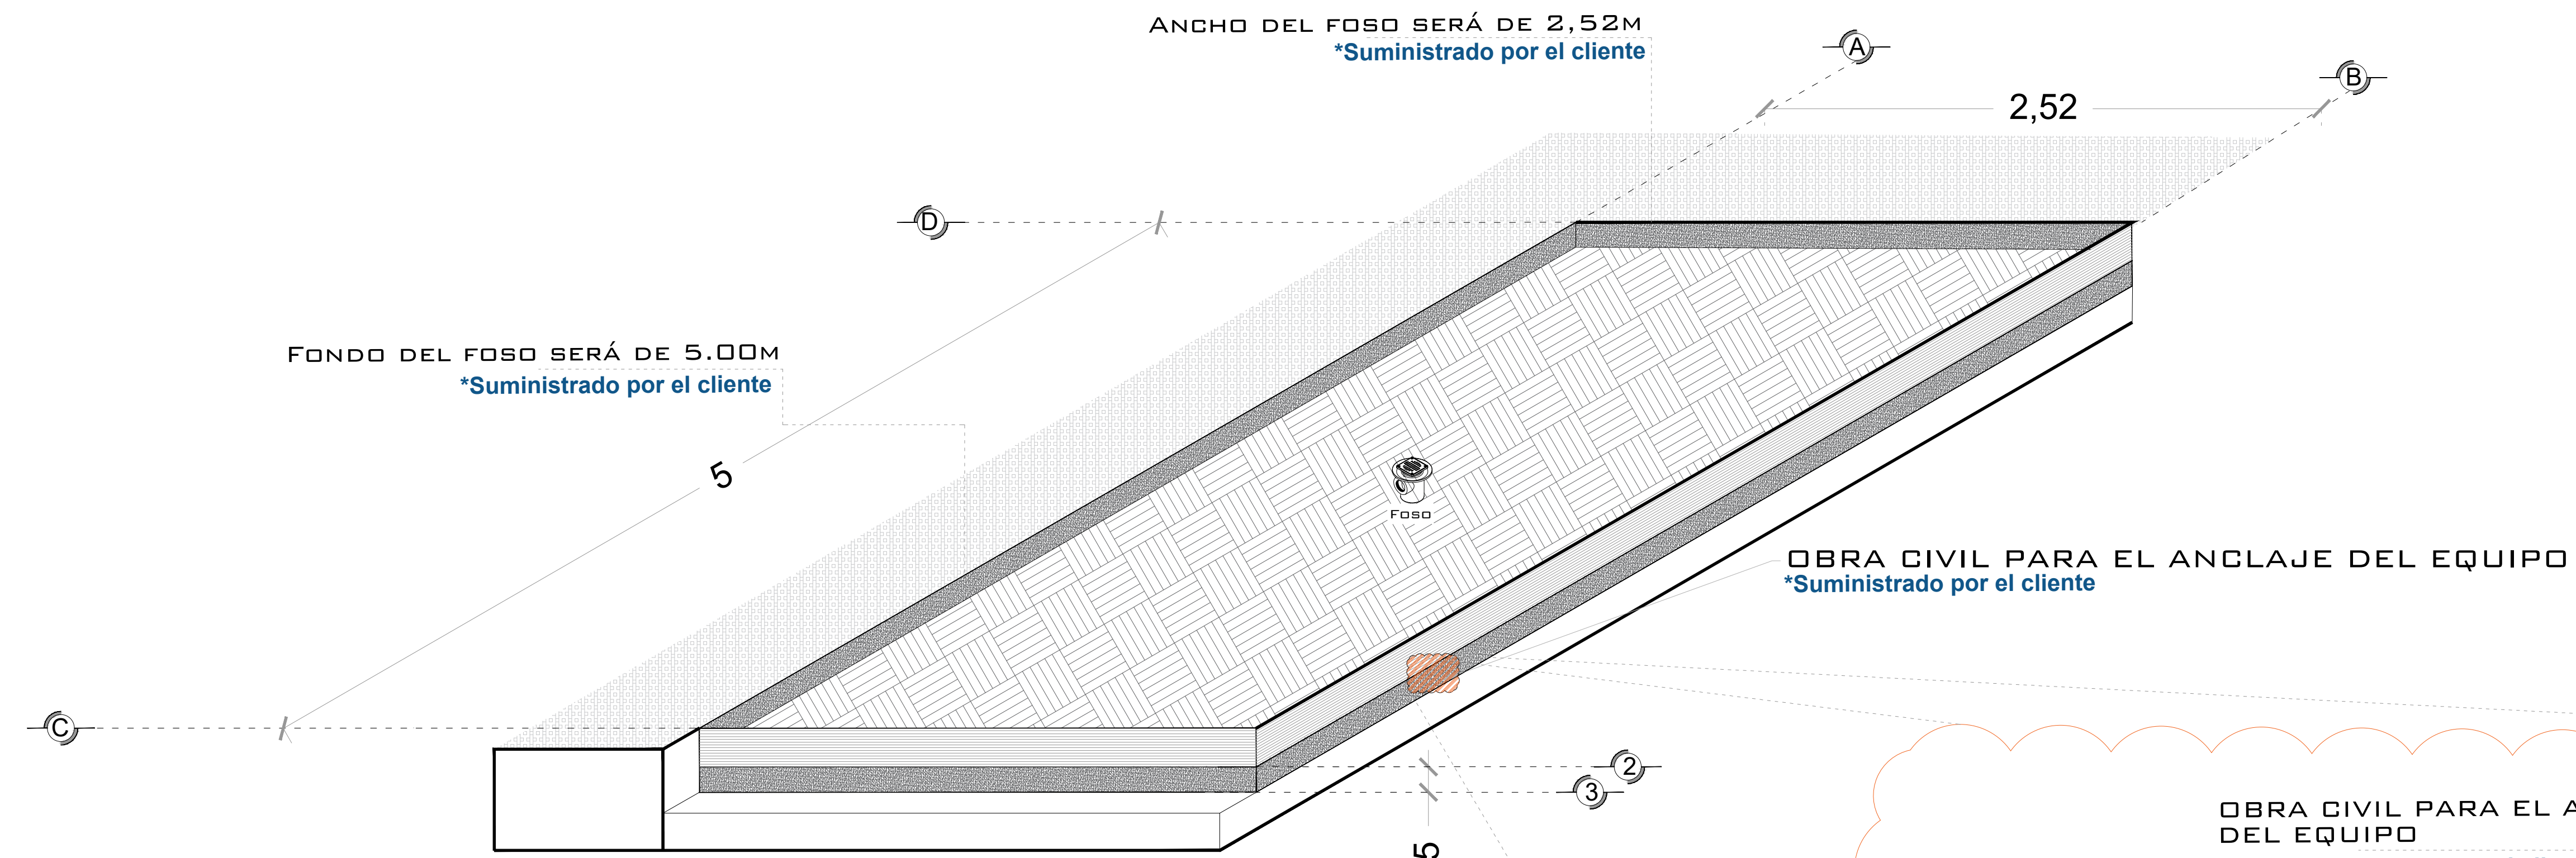 ANCHO DEL FOSO SERÁ DE 2,52M
*Suministrado por el cliente
A
B
2,52
D
FONDO DEL FOSO SERÁ DE 5.00M
*Suministrado por el cliente
5
FOSO
OBRA CIVIL PARA EL ANCLAJE DEL EQUIPO
*Suministrado por el cliente
C
2
3
5
OBRA CIVIL PARA EL A
DEL EQUIPO